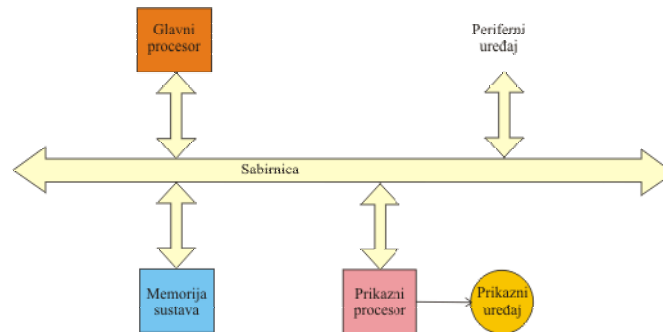 Glavni
procesor
Periferni
uređaj
Sabirnica
Memorija
sustava
Prikazni
procesor
Prikazni
uređaj